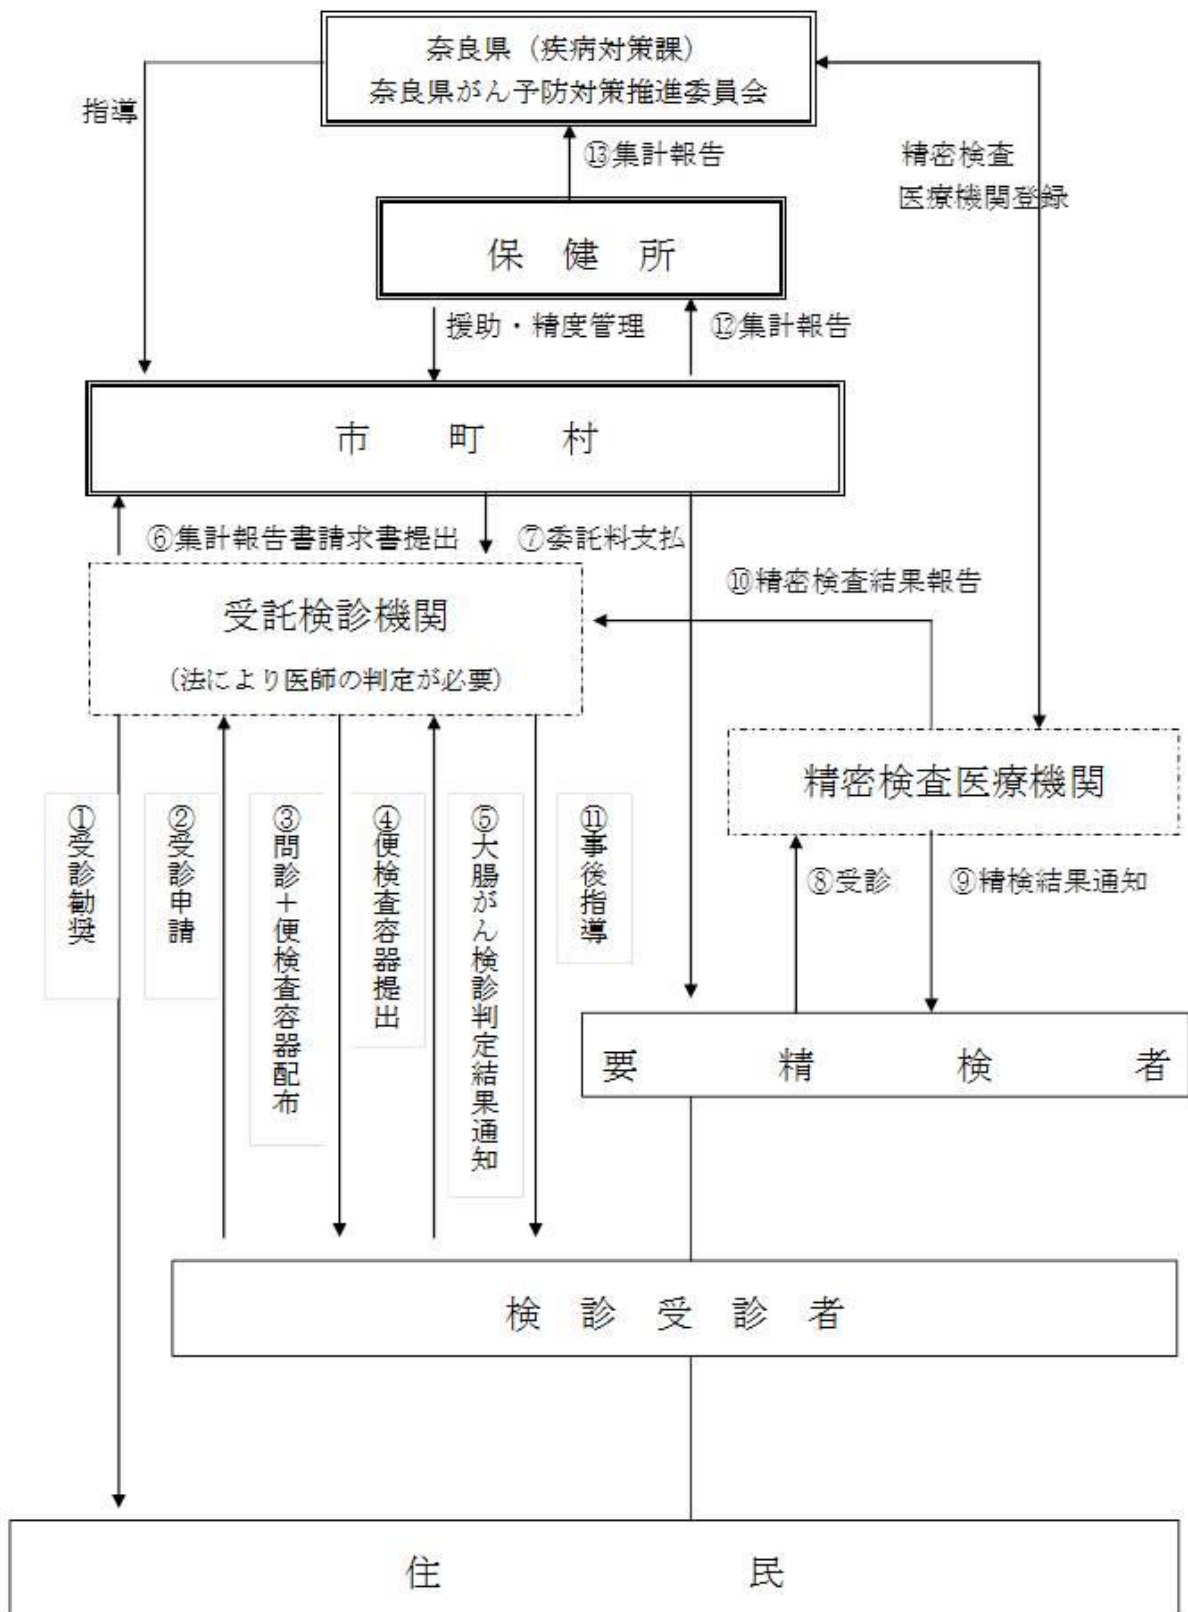 奈良県（疾病対策課）
奈良県がん予防対策推進委員会
指導
⑬集計報告
精密検査
医療機関登録
保健所
援助・精度管理
⑫集計報告
市町村
⑥集計報告書請求書提出
⑦委託料支払
⑩精密検査結果報告
受託検診機関
（法により医師の判定が必要）
精密検査医療機関
①受診勧奨
②受診申請
③問診＋便検査容器配布
④便検査容器提出
⑤大腸がん検診判定結果通知
⑪事後指導
⑧受診
⑨精検結果通知
要精検者
検診受診者
住民